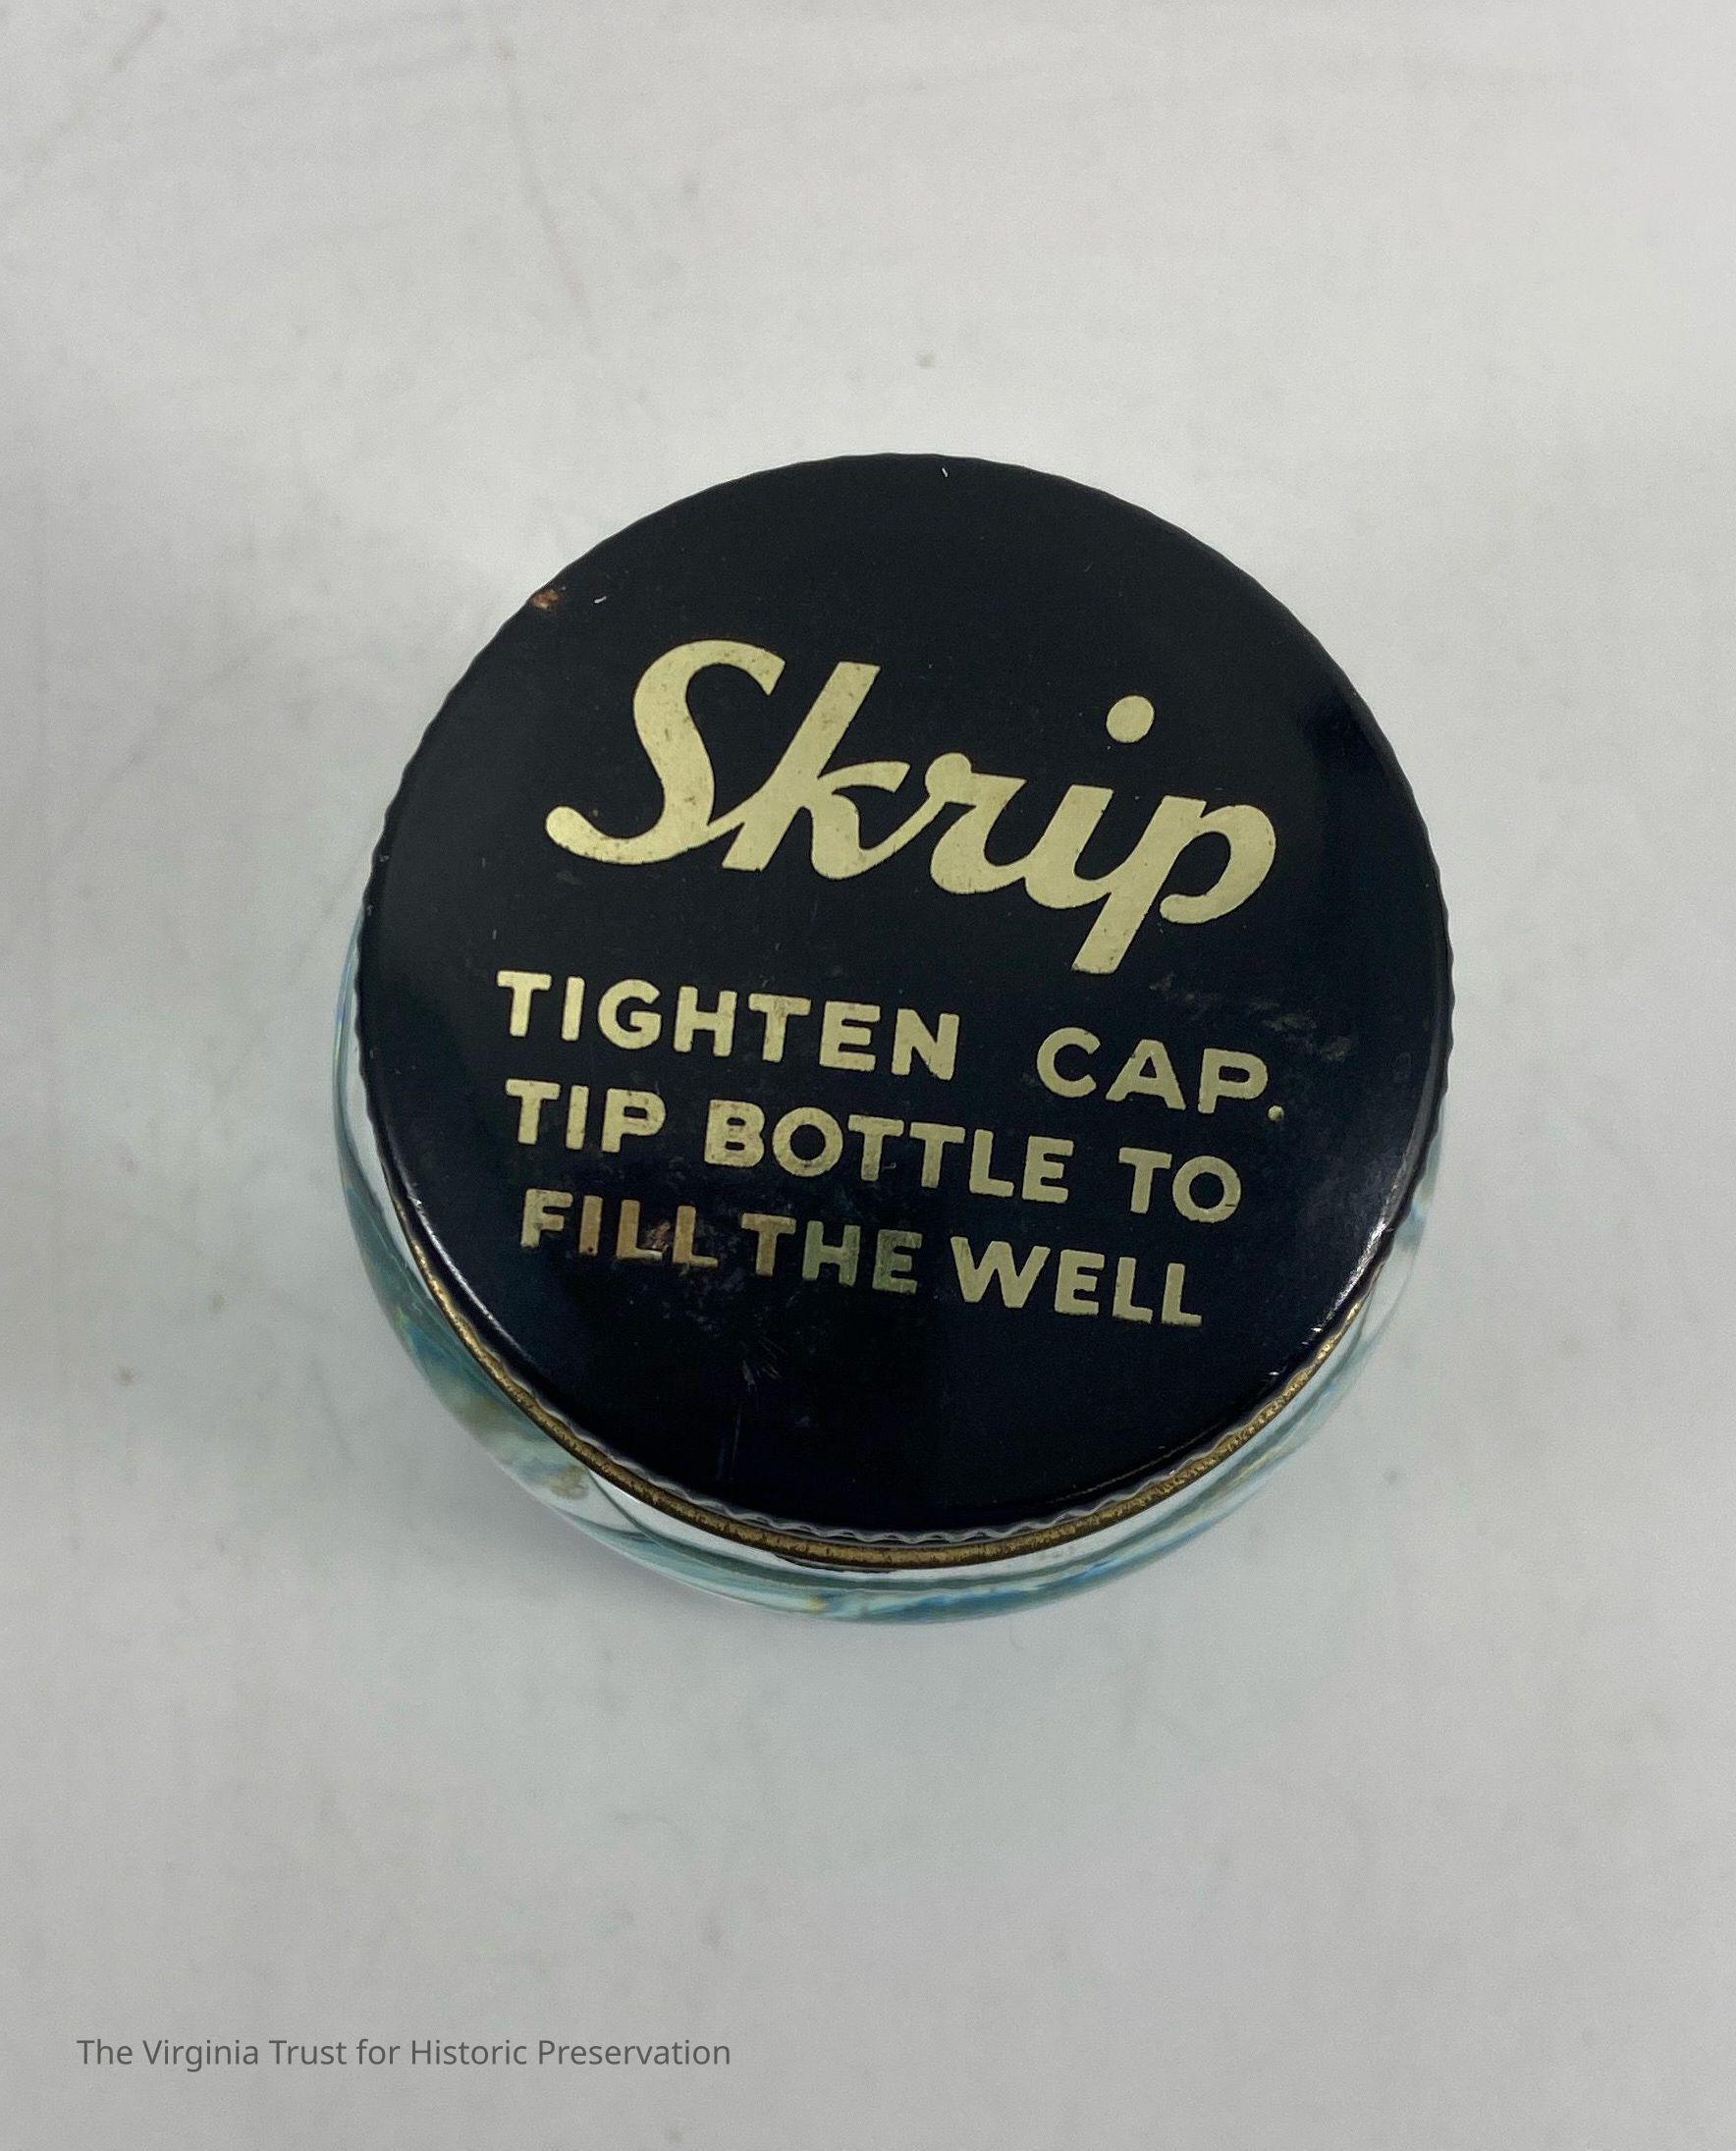 Skrip
TIGHTEN CAP.
TIP BOTTLE TO
FILL THE WELL
The Virginia Trust for Historic Preservation